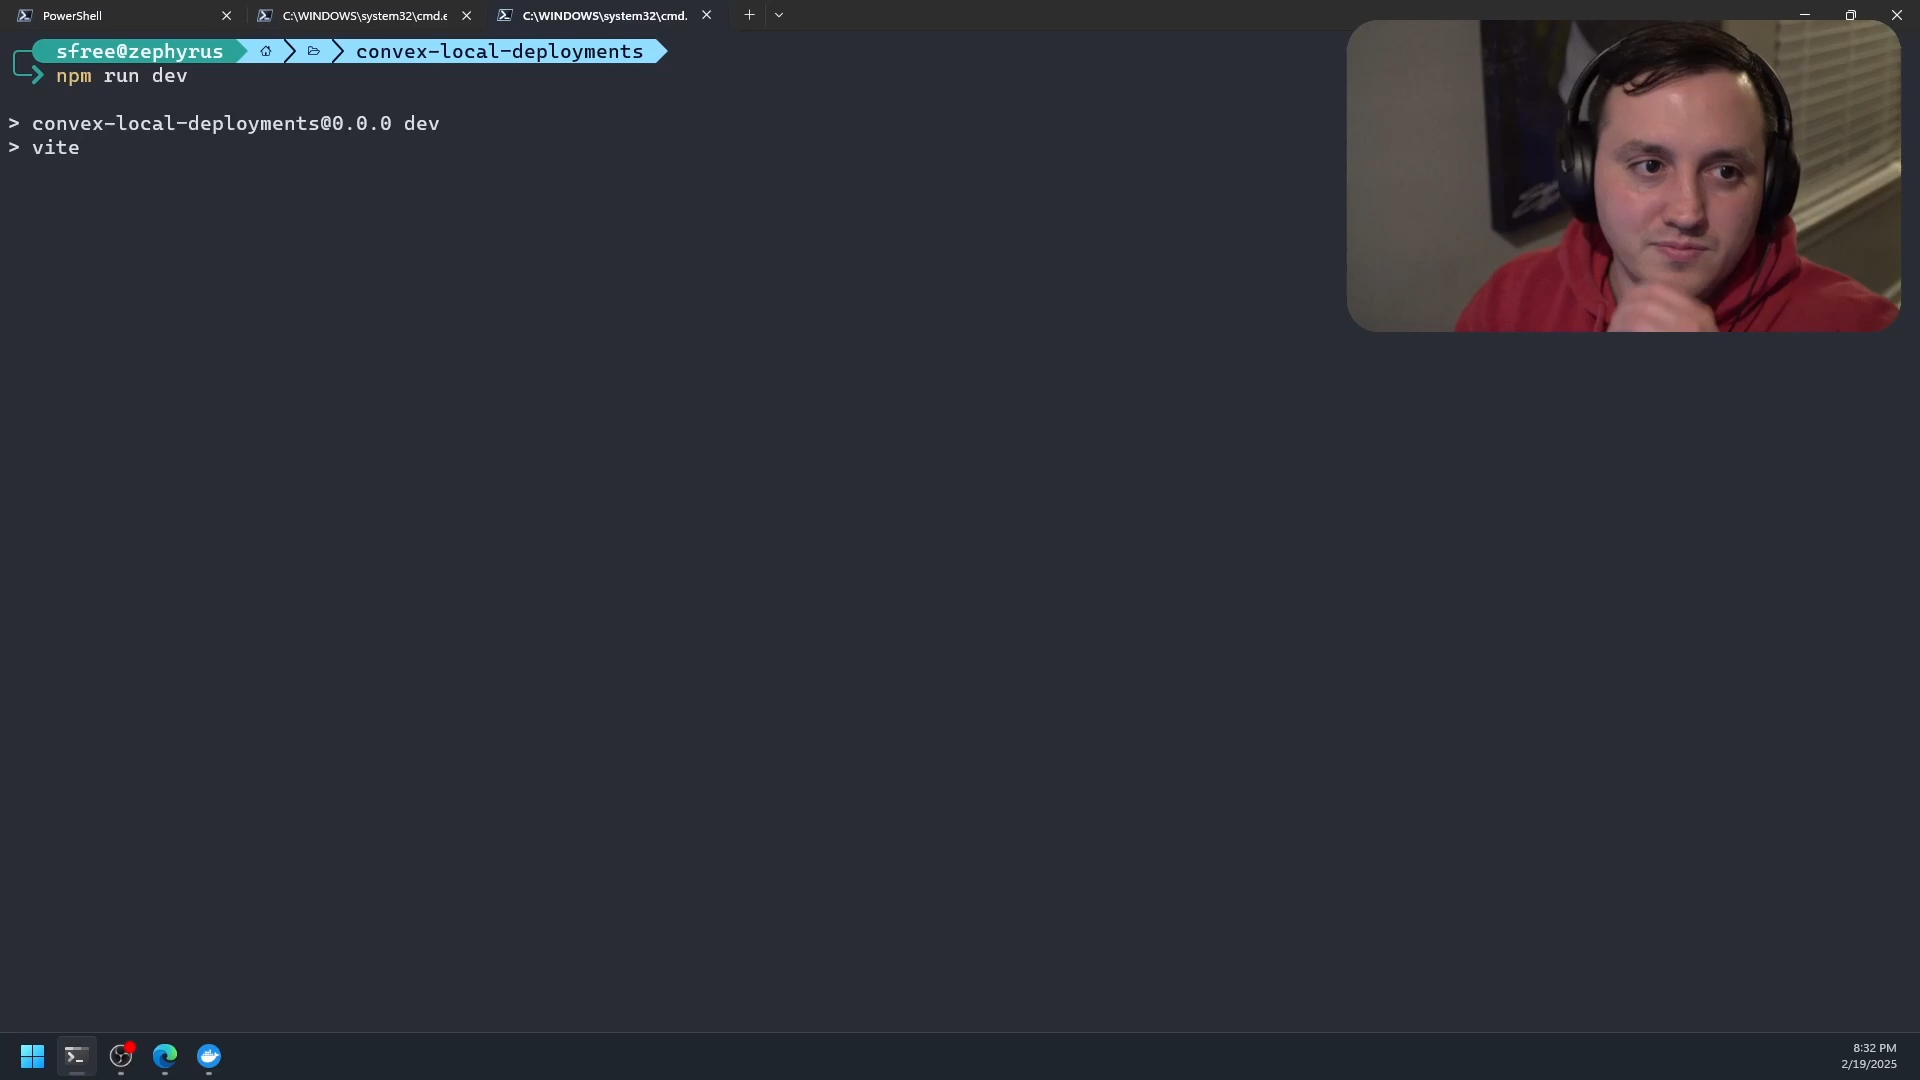 PowerShell
C:\WINDOWS\system32\cmd.e
C:\WINDOWS\system32\cmd.
sfree@zephyrus
convex-local-deployments
npm run dev
> convex-local-deployments@0.0.0 dev
> vite
8:32 PM
2/19/2025